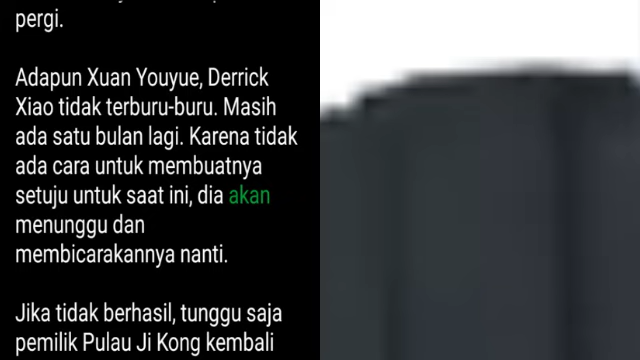 pergi.
Adapun Xuan Youyue, Derrick
Xiao tidak terburu-buru. Masih
ada satu bulan lagi. Karena tidak
ada cara untuk membuatnya
setuju untuk saat ini, dia akan
menunggu dan
membicarakannya nanti.
Jika tidak berhasil, tunggu saja
pemilik Pulau Ji Kong kembali